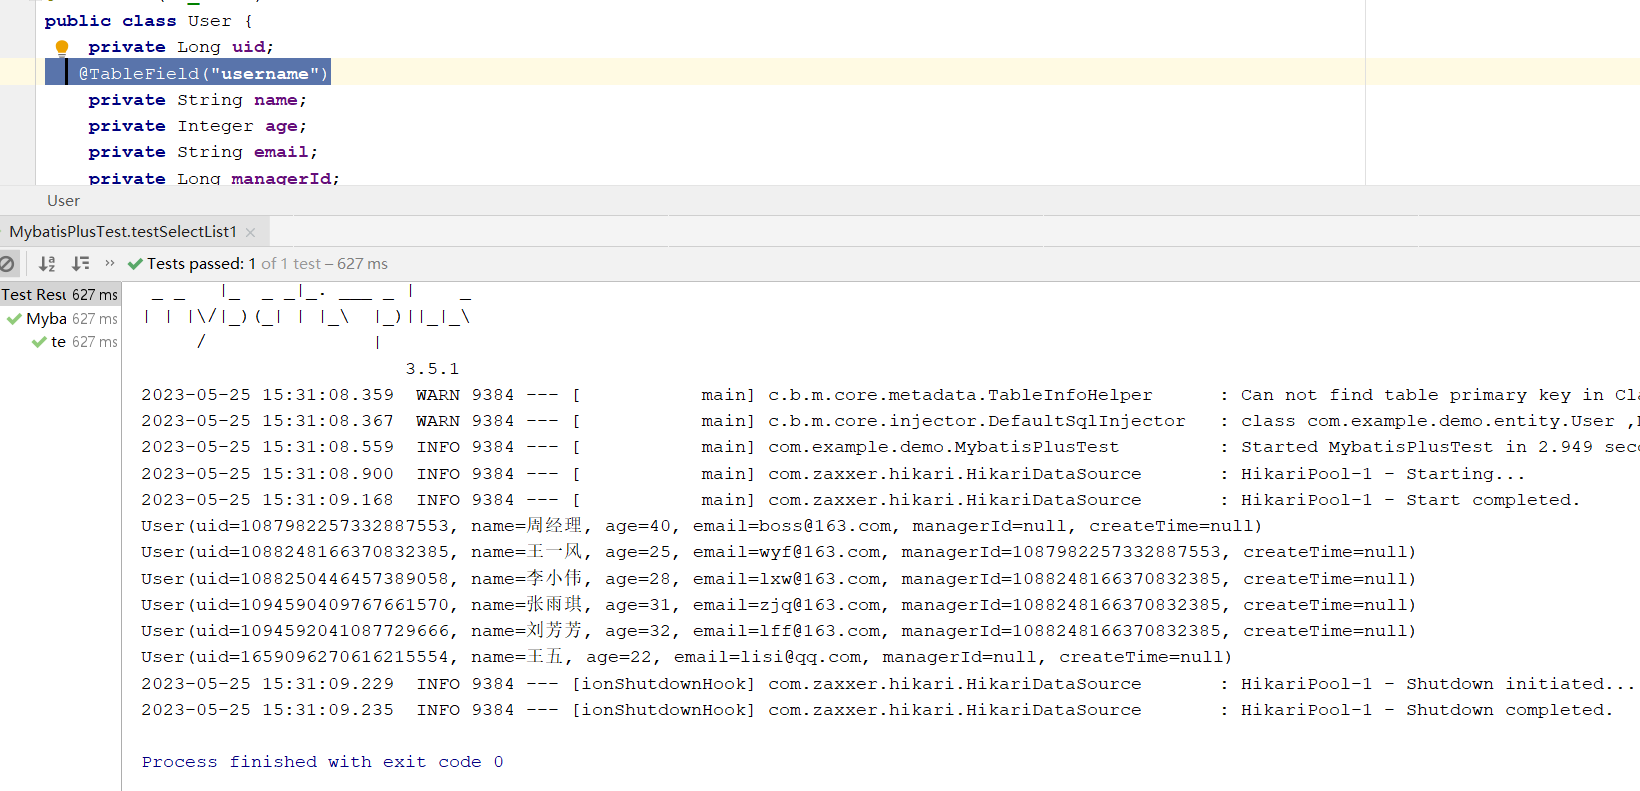 public class User {
private Long uid;
@TableField("username")
private String name;
private Integer age;
private String email;
private Long managerId;
User
MybatisPlusTest.testSelectList1 ×
» Tests passed: 1 of 1 test – 627 ms
Test Resu 627 ms
Myba 627 ms
te 627 ms
_ _   |_  _ _|_. ___ _ |    _
| | |\/|_)(_| | |_\  |_)||_|_\
/               |
3.5.1
2023-05-25 15:31:08.359  WARN 9384 --- [           main] c.b.m.core.metadata.TableInfoHelper      : Can not find table primary key in Cla
2023-05-25 15:31:08.367  WARN 9384 --- [           main] c.b.m.core.injector.DefaultSqlInjector   : class com.example.demo.entity.User ,
2023-05-25 15:31:08.559  INFO 9384 --- [           main] com.example.demo.MybatisPlusTest         : Started MybatisPlusTest in 2.949 seco
2023-05-25 15:31:08.900  INFO 9384 --- [           main] com.zaxxer.hikari.HikariDataSource       : HikariPool-1 - Starting...
2023-05-25 15:31:09.168  INFO 9384 --- [           main] com.zaxxer.hikari.HikariDataSource       : HikariPool-1 - Start completed.
User(uid=1087982257332887553, name=周经理, age=40, email=boss@163.com, managerId=null, createTime=null)
User(uid=1088248166370832385, name=王一风, age=25, email=wyf@163.com, managerId=1087982257332887553, createTime=null)
User(uid=1088250446457389058, name=李小伟, age=28, email=lxw@163.com, managerId=1088248166370832385, createTime=null)
User(uid=1094590409767661570, name=张雨琪, age=31, email=zjq@163.com, managerId=1088248166370832385, createTime=null)
User(uid=1094592041087729666, name=刘芳芳, age=32, email=lff@163.com, managerId=1088248166370832385, createTime=null)
User(uid=1659096270616215554, name=王五, age=22, email=lisi@qq.com, managerId=null, createTime=null)
2023-05-25 15:31:09.229  INFO 9384 --- [ionShutdownHook] com.zaxxer.hikari.HikariDataSource       : HikariPool-1 - Shutdown initiated...
2023-05-25 15:31:09.235  INFO 9384 --- [ionShutdownHook] com.zaxxer.hikari.HikariDataSource       : HikariPool-1 - Shutdown completed.
Process finished with exit code 0